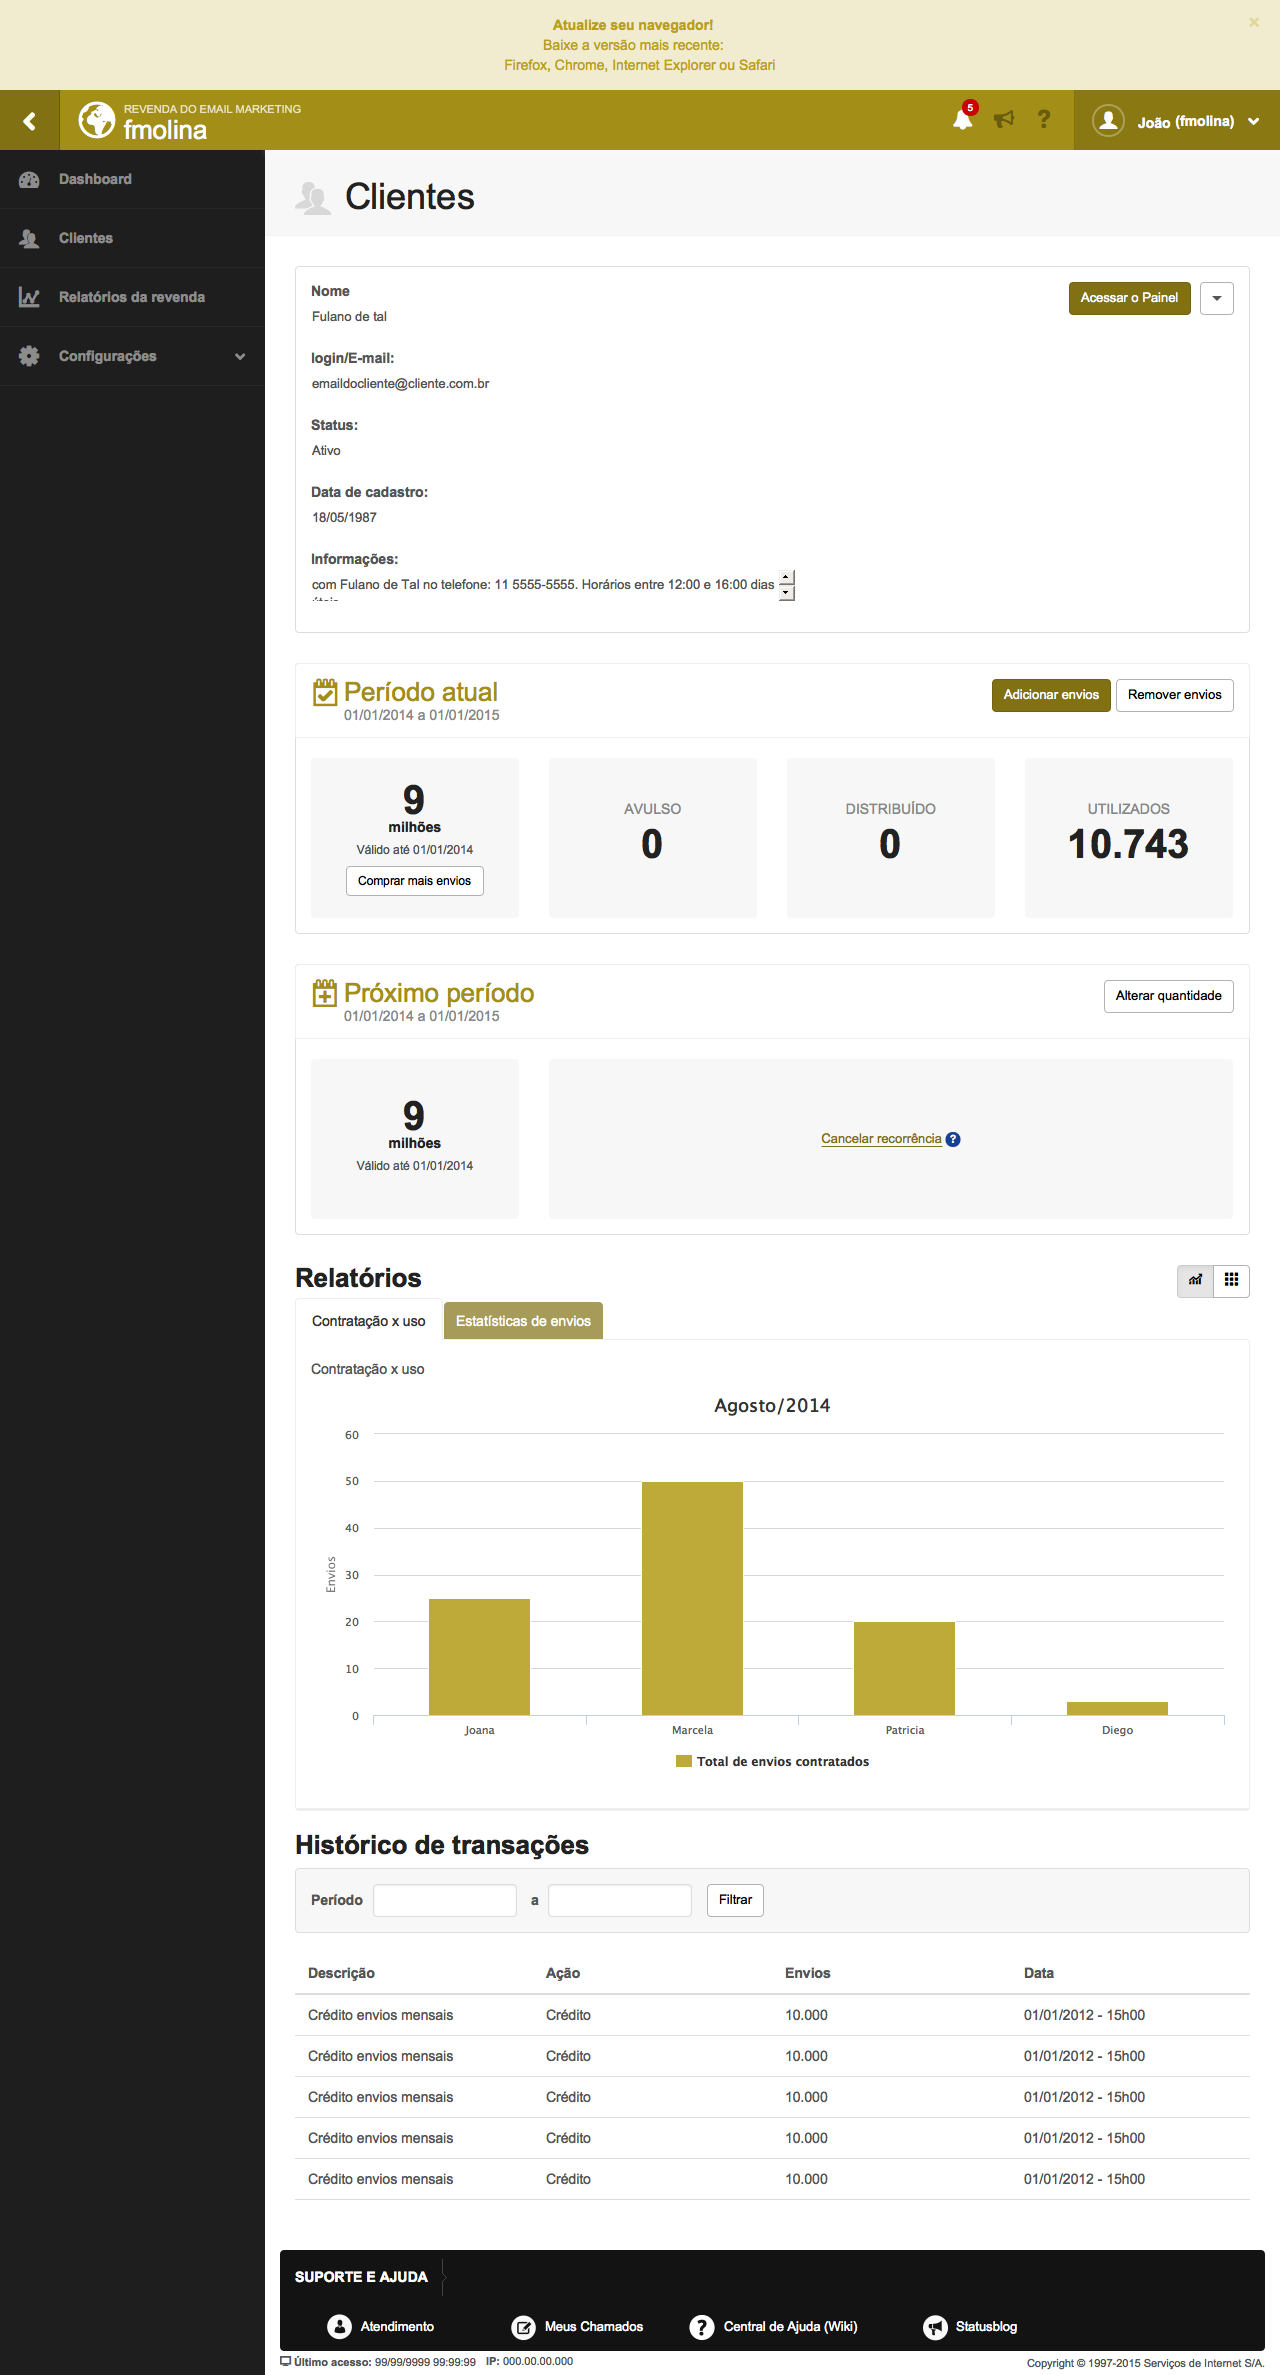 Atualize seu navegador!
×
Baixe a versão mais recente:
Firefox, Chrome, Internet Explorer ou Safari
REVENDA DO EMAIL MARKETING
fmolina
5
?
João (fmolina)
Dashboard
Clientes
Relatórios da revenda
Configurações
Clientes
Nome
Acessar o Painel
Fulano de tal
login/E-mail:
emaildocliente@cliente.com.br
Status:
Ativo
Data de cadastro:
18/05/1987
Informações:
com Fulano de Tal no telefone: 11 5555-5555. Horários entre 12:00 e 16:00 dias
Período atual
01/01/2014 a 01/01/2015
Adicionar envios
Remover envios
9
milhões
Válido até 01/01/2014
Comprar mais envios
AVULSO
0
DISTRIBUÍDO
0
UTILIZADOS
10.743
Próximo período
01/01/2014 a 01/01/2015
Alterar quantidade
9
milhões
Válido até 01/01/2014
Cancelar recorrência ?
Relatórios
Contratação x uso
Estatísticas de envios
Contratação x uso
Agosto/2014
60
50
40
30
20
10
0
Envios
Joana
Marcela
Patricia
Diego
Total de envios contratados
Histórico de transações
Período
a
Filtrar
Descrição Ação Envios Data
Crédito envios mensais Crédito 10.000 01/01/2012 - 15h00
Crédito envios mensais Crédito 10.000 01/01/2012 - 15h00
Crédito envios mensais Crédito 10.000 01/01/2012 - 15h00
Crédito envios mensais Crédito 10.000 01/01/2012 - 15h00
Crédito envios mensais Crédito 10.000 01/01/2012 - 15h00
SUPORTE E AJUDA
Atendimento
Meus Chamados
? Central de Ajuda (Wiki)
Statusblog
Último acesso: 99/99/9999 99:99:99 IP: 000.00.00.000
Copyright © 1997-2015 Serviços de Internet S/A.